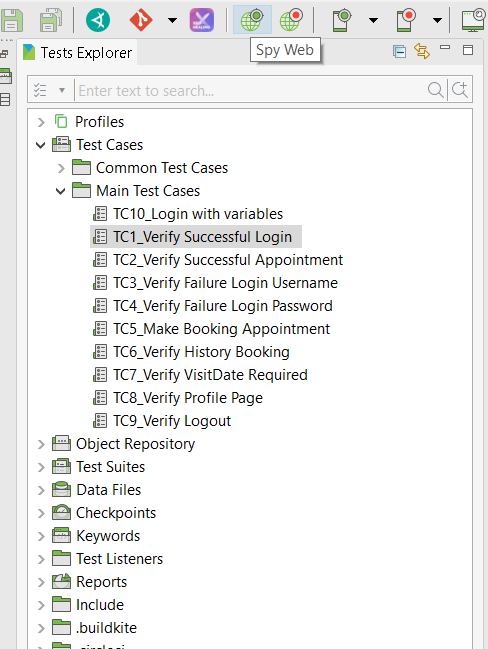 Spy Web
Tests Explorer
Enter text to search...
Profiles
Test Cases
Common Test Cases
Main Test Cases
TC10_Login with variables
TC1_Verify Successful Login
TC2_Verify Successful Appointment
TC3_Verify Failure Login Username
TC4_Verify Failure Login Password
TC5_Make Booking Appointment
TC6_Verify History Booking
TC7_Verify VisitDate Required
TC8_Verify Profile Page
TC9_Verify Logout
Object Repository
Test Suites
Data Files
Checkpoints
Keywords
Test Listeners
Reports
Include
.buildkite